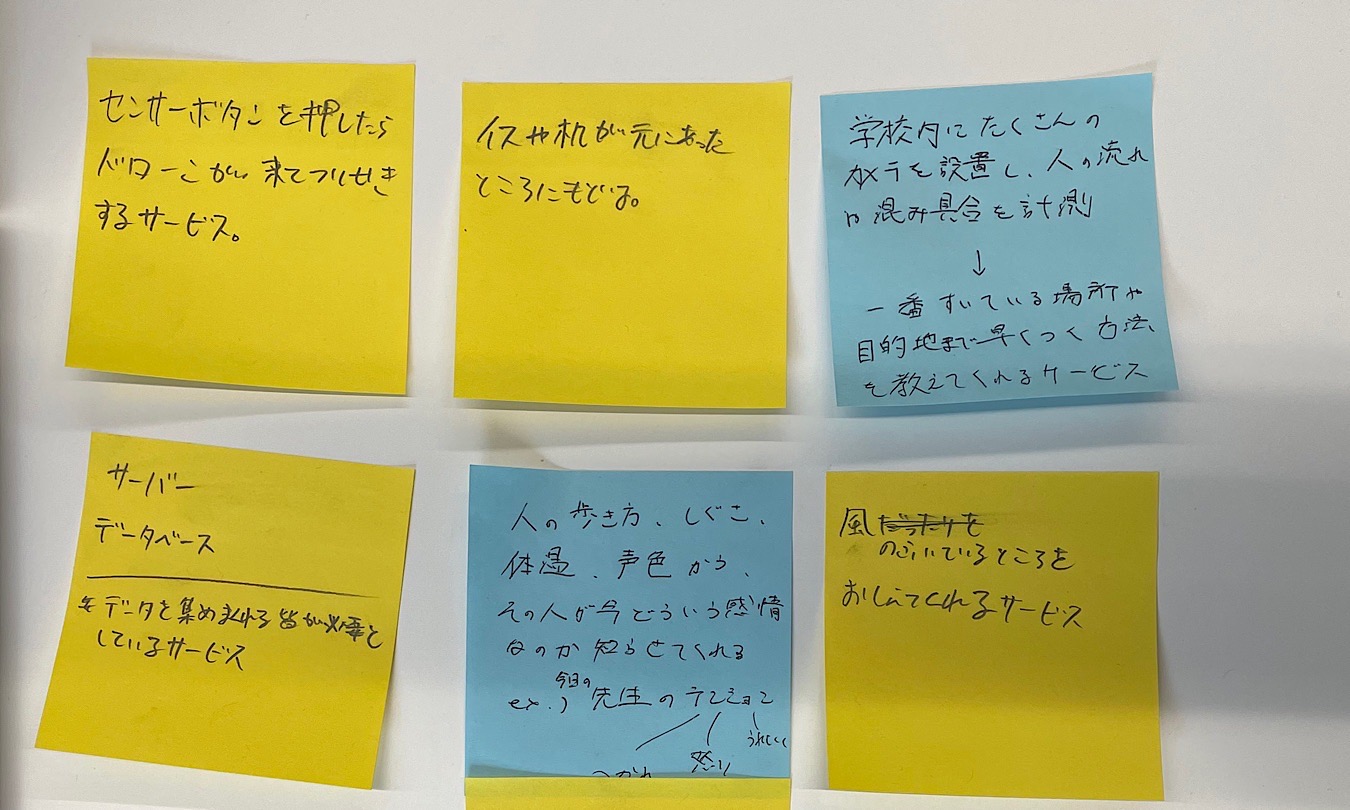 センサーボタンを押したら
ドローンが来てついせき
するサービス。
イスや机が元にあった
ところにもどる。
学校内にたくさんの
カメラを設置し、人の流れ
や混み具合を計測
↓
一番すいている場所や
目的地まで早くつく方法
を教えてくれるサービス
サーバー
データベース
データを集めまくれる皆が必要と
しているサービス
人の歩き方、しぐさ、
体温、声色から、
その人が今どういう感情
なのか知らせてくれる
ex.) 今日の先生のテンション
つかれ 怒り うれしい
風
のふいているところを
おしえてくれるサービス